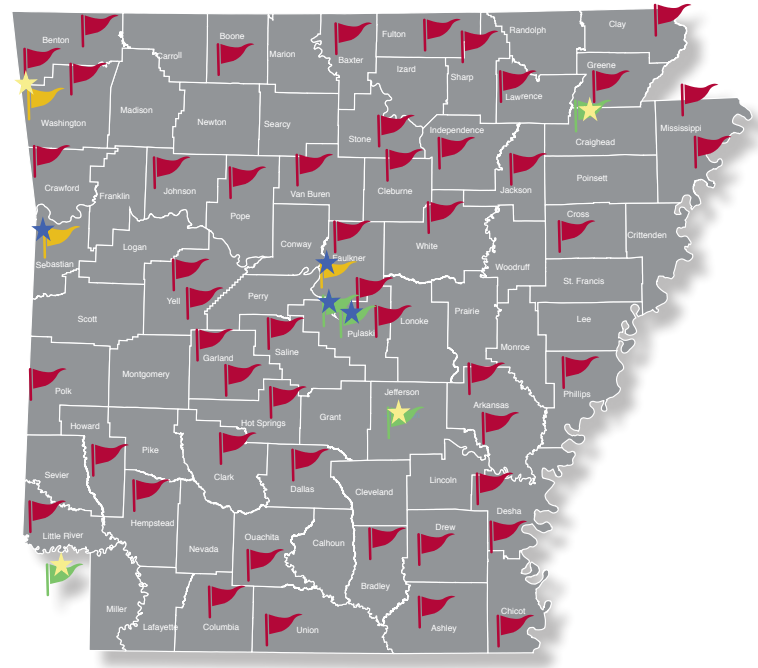 Clay
Randolph
Fulton
Boone
Benton
Marion
Carroll
Baxter
Greene
Izard
Sharp
Lawrence
Madison
Washington
Newton
Searcy
Stone
Independence
Mississippi
Craighead
Crawford
Franklin
Johnson
Pope
Van Buren
Cleburne
Jackson
Poinsett
Cross
Crittenden
Logan
Conway
White
Faulkner
Sebastian
Woodruff
St. Francis
Yell
Perry
Prairie
Lonoke
Scott
Pulaski
Lee
Monroe
Saline
Garland
Montgomery
Polk
Jefferson
Phillips
Arkansas
Hot Springs
Grant
Howard
Pike
Sevier
Clark
Dallas
Cleveland
Lincoln
Desha
Hempstead
Drew
Little River
Ouachita
Calhoun
Nevada
Bradley
Miller
Chicot
Lafayette
Columbia
Union
Ashley